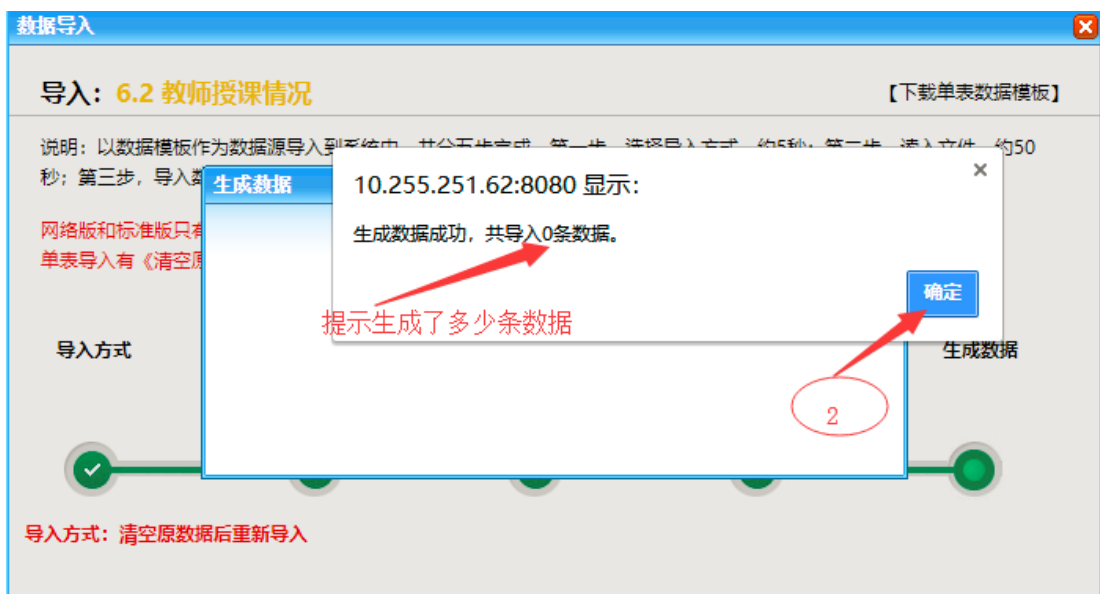 数据导入
导入：6.2 教师授课情况
【下载单表数据模板】
说明：以数据模板作为数据源导入到系统中，共分五步完成，第一步，选择导入方式，约5秒；第二步，读入文件，约50
秒；第三步，导入数
网络版和标准版只有
单表导入有《清空原
生成数据
10.255.251.62:8080 显示：
×
生成数据成功，共导入0条数据。
确定
提示生成了多少条数据
导入方式
生成数据
2
导入方式：清空原数据后重新导入